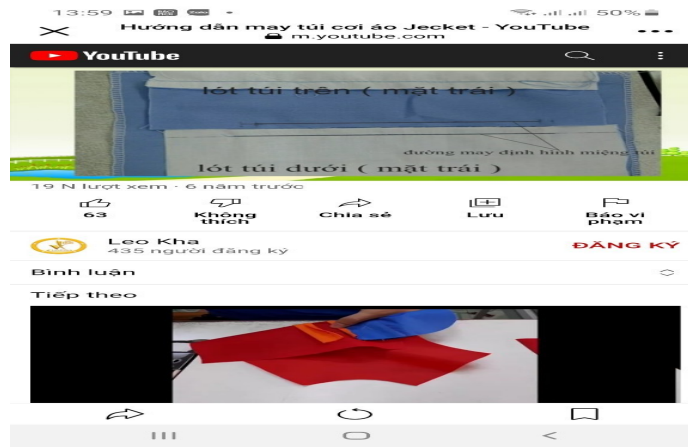 13:59
50%
Hướng dẫn may túi cơi áo Jecket - YouTube
m.youtube.com
YouTube
lót túi trên ( mặt trái )
đường may định hình miệng túi
lót túi dưới ( mặt trái )
19 N lượt xem · 6 năm trước
63
Không thích
Chia sẻ
Lưu
Báo vi phạm
Leo Kha
435 người đăng ký
ĐĂNG KÝ
Bình luận
Tiếp theo